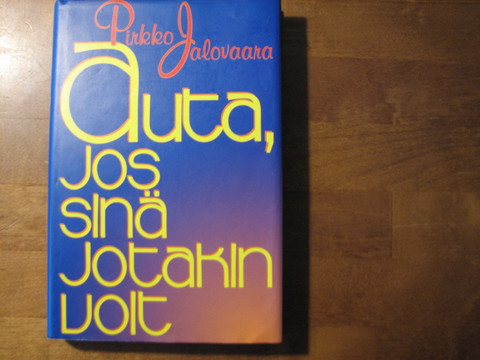 Pirkko Jalovaara
Auta,
jos
sinä
jotakin
voit